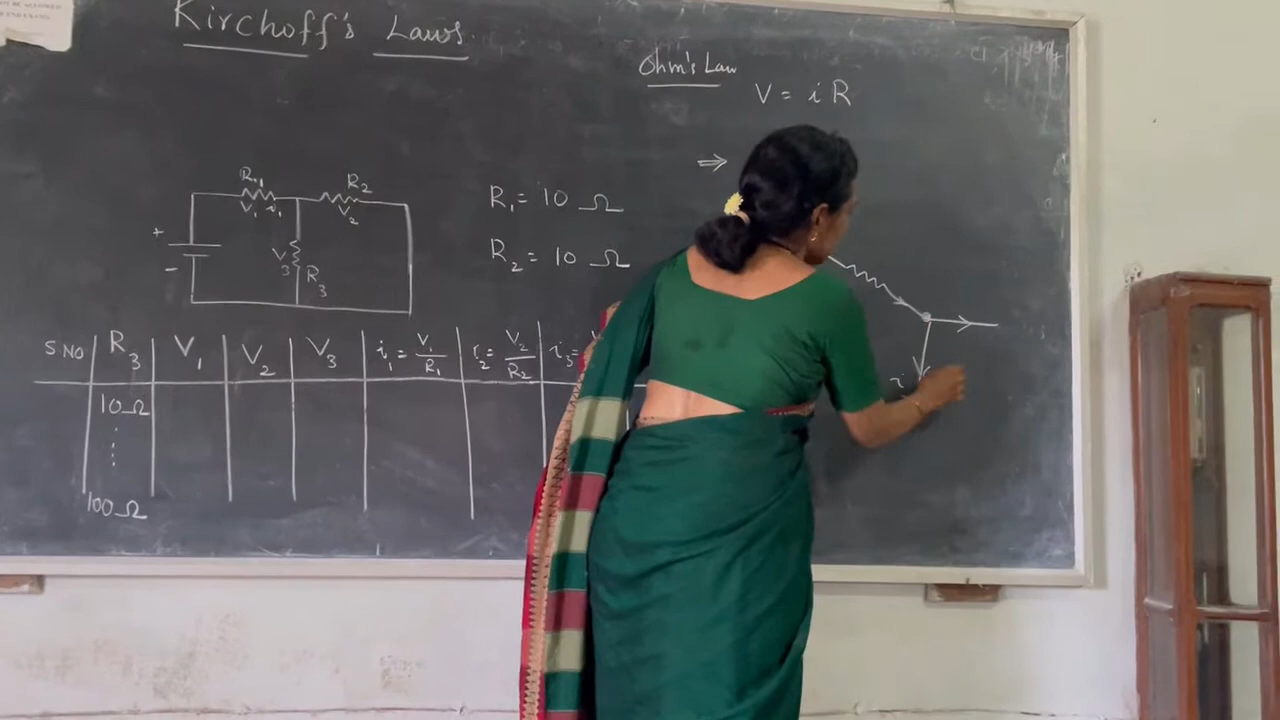 Kirchoff's Laws.
Ohm's Law
V = i R
⇒
R1
V1 i1
R2
V2
+
-
V3
R3
R1 = 10 Ω
R2 = 10 Ω
S NO R3 V1 V2 V3 i1 = V1/R1 i2 = V2/R2 i3 =
10 Ω
100 Ω
i